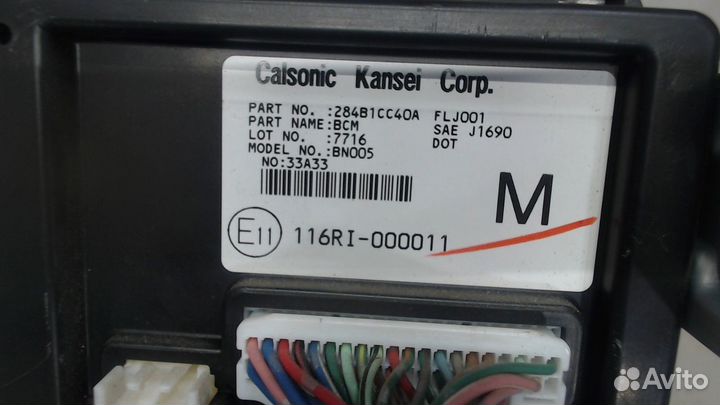 Calsonic Kansei Corp.
PART NO. :284B1CC40A FLJ001
PART NAME:BCM SAE J1690
LOT NO. :7716 DOT
MODEL NO.:BN005
NO:33A33
M
E11 116RI-000011
Avito